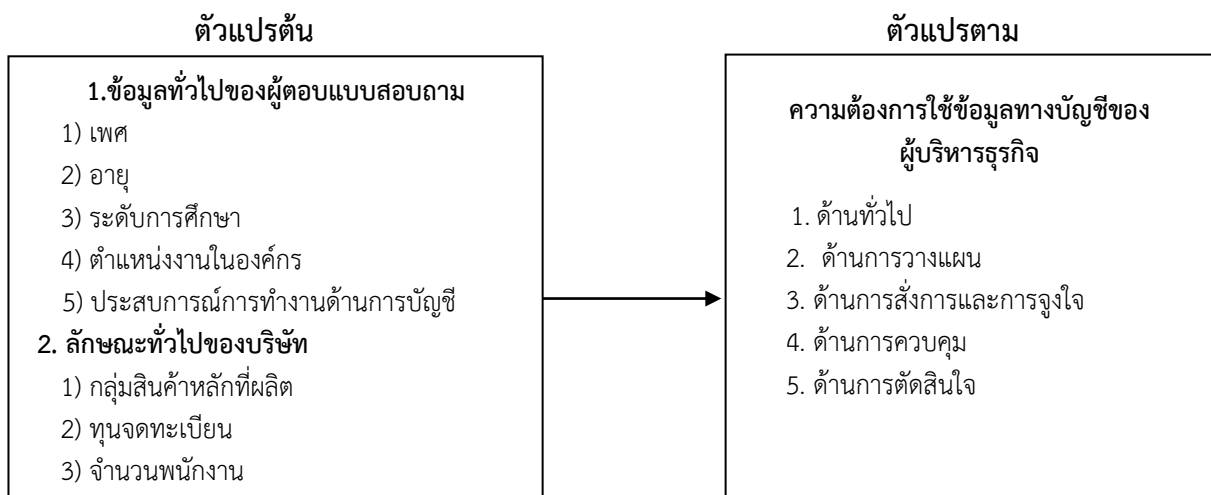 ตัวแปรต้น
1.ข้อมูลทั่วไปของผู้ตอบแบบสอบถาม
1) เพศ
2) อายุ
3) ระดับการศึกษา
4) ตำแหน่งงานในองค์กร
5) ประสบการณ์การทำงานด้านการบัญชี
2. ลักษณะทั่วไปของบริษัท
1) กลุ่มสินค้าหลักที่ผลิต
2) ทุนจดทะเบียน
3) จำนวนพนักงาน
ตัวแปรตาม
ความต้องการใช้ข้อมูลทางบัญชีของ
ผู้บริหารธุรกิจ
1. ด้านทั่วไป
2. ด้านการวางแผน
3. ด้านการสั่งการและการจูงใจ
4. ด้านการควบคุม
5. ด้านการตัดสินใจ